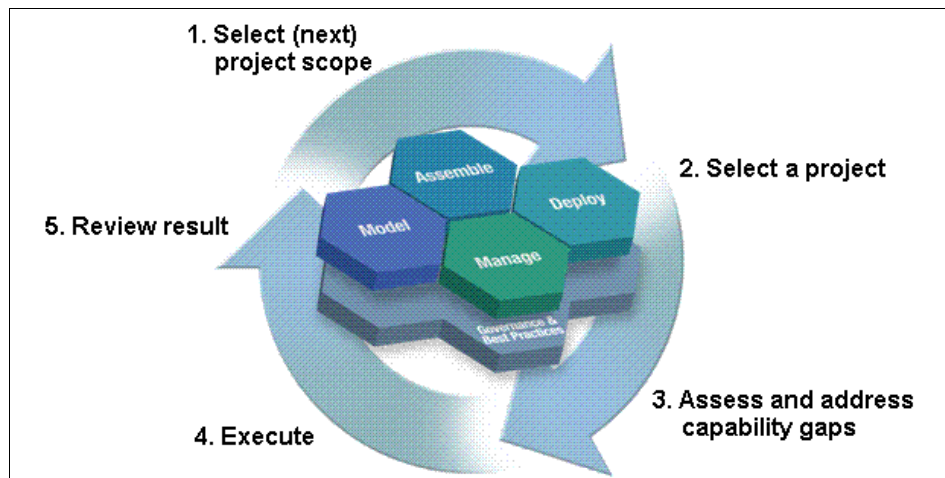 1. Select (next)
project scope
2. Select a project
Assemble
Deploy
5. Review result
Model
Manage
Governance &
Best Practices
3. Assess and address
capability gaps
4. Execute